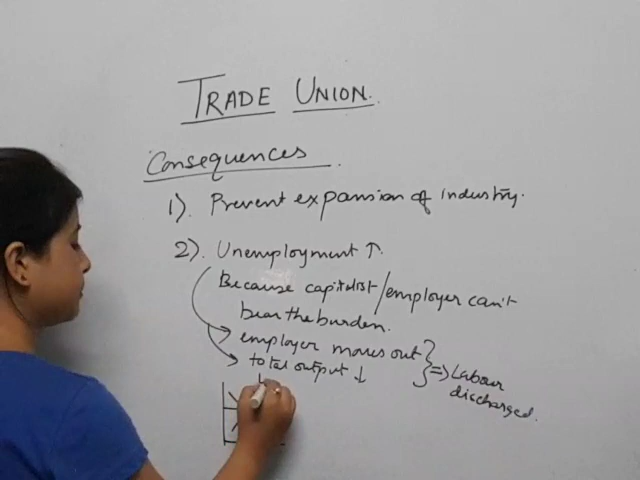 TRADE UNION.
Consequences.
1). Prevent expansion of industry.
2). Unemployment ↑.
Because capitalist/employer can't
bear the burden.
employer moves out
total output ↓
⇒ Labour
discharged.